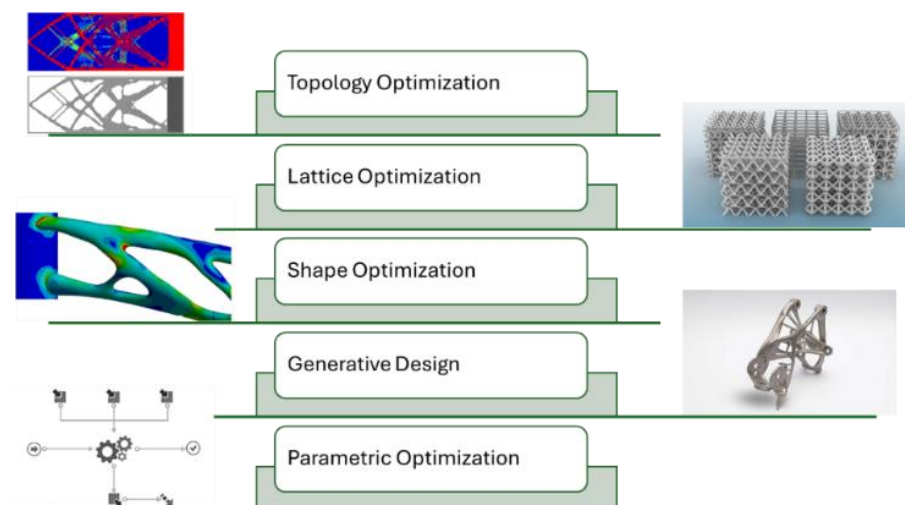 Topology Optimization
Lattice Optimization
Shape Optimization
Generative Design
Parametric Optimization